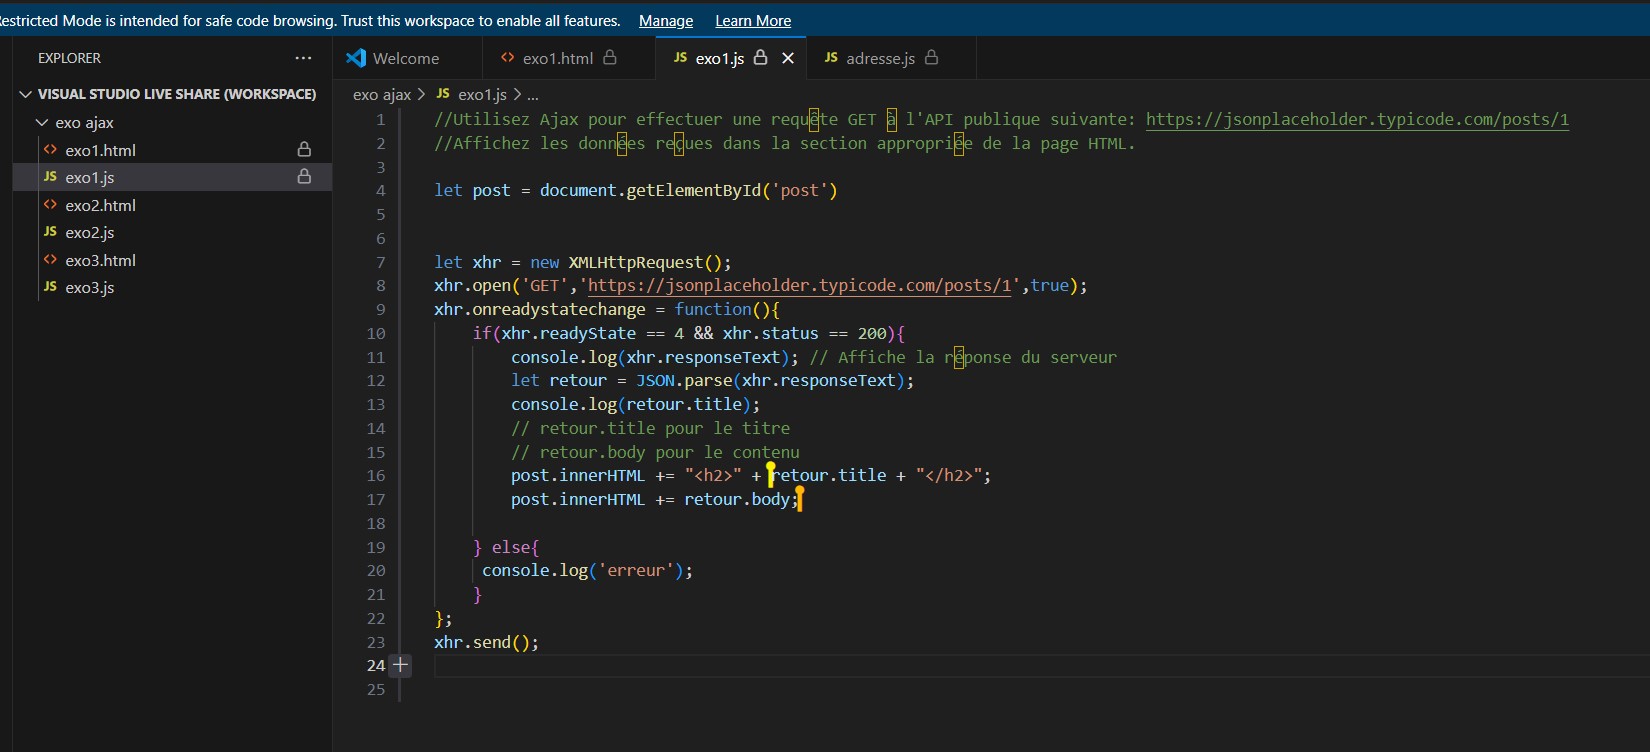 Restricted Mode is intended for safe code browsing. Trust this workspace to enable all features. Manage Learn More
EXPLORER ...
VISUAL STUDIO LIVE SHARE (WORKSPACE)
exo ajax
<> exo1.html
JS exo1.js
<> exo2.html
JS exo2.js
<> exo3.html
JS exo3.js
Welcome <> exo1.html JS exo1.js × JS adresse.js
exo ajax > JS exo1.js > ...
1 //Utilisez Ajax pour effectuer une requête GET à l'API publique suivante: https://jsonplaceholder.typicode.com/posts/1
2 //Affichez les données reçues dans la section appropriée de la page HTML.
3
4 let post = document.getElementById('post')
5
6
7 let xhr = new XMLHttpRequest();
8 xhr.open('GET','https://jsonplaceholder.typicode.com/posts/1',true);
9 xhr.onreadystatechange = function(){
10 if(xhr.readyState == 4 && xhr.status == 200){
11 console.log(xhr.responseText); // Affiche la réponse du serveur
12 let retour = JSON.parse(xhr.responseText);
13 console.log(retour.title);
14 // retour.title pour le titre
15 // retour.body pour le contenu
16 post.innerHTML += "<h2>" + retour.title + "</h2>";
17 post.innerHTML += retour.body;
18
19 } else{
20 console.log('erreur');
21 }
22 };
23 xhr.send();
24 +
25